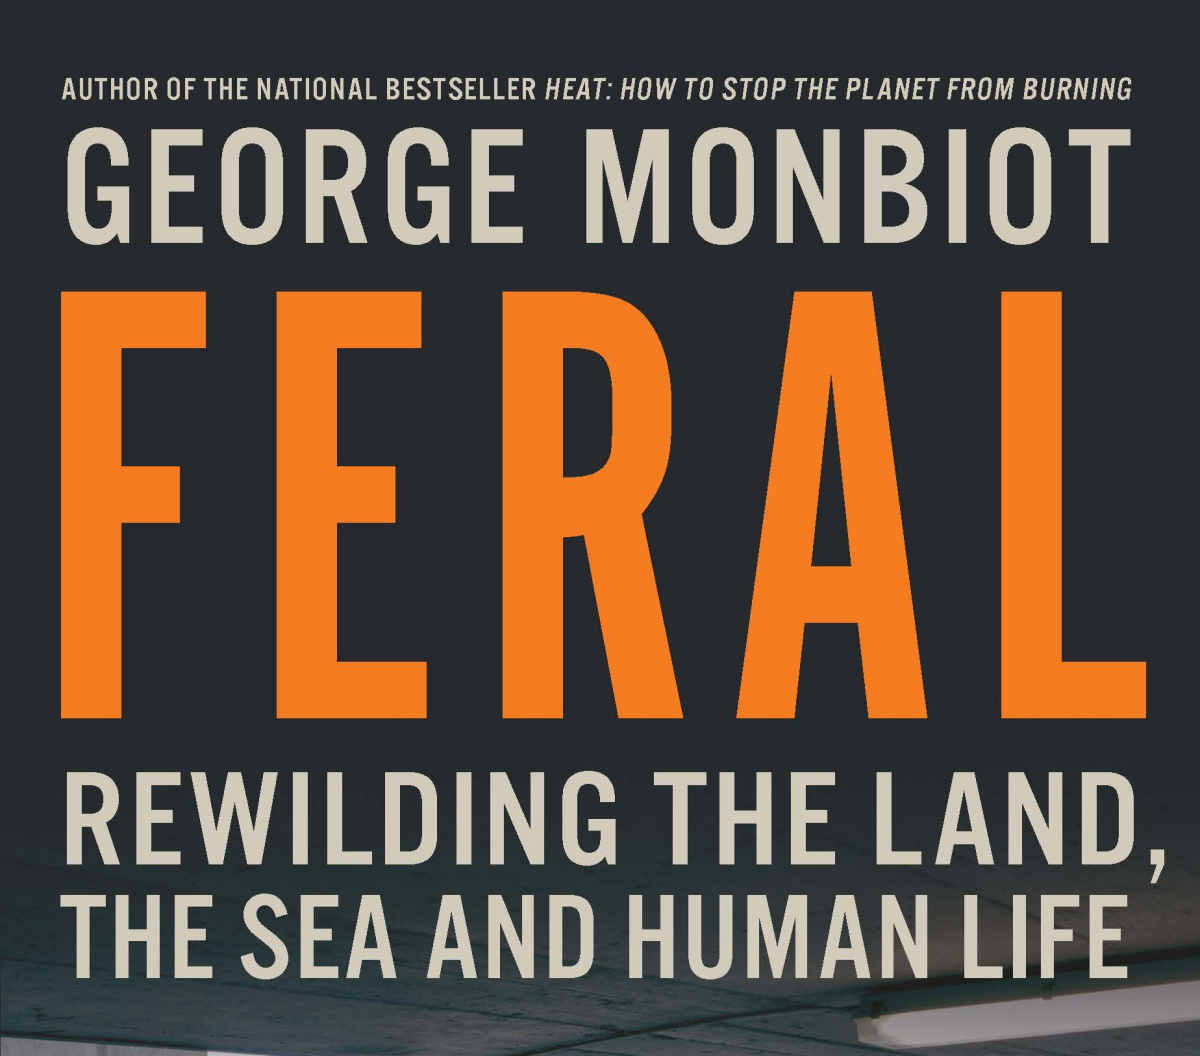 AUTHOR OF THE NATIONAL BESTSELLER HEAT: HOW TO STOP THE PLANET FROM BURNING
GEORGE MONBIOT
FERAL
REWILDING THE LAND,
THE SEA AND HUMAN LIFE